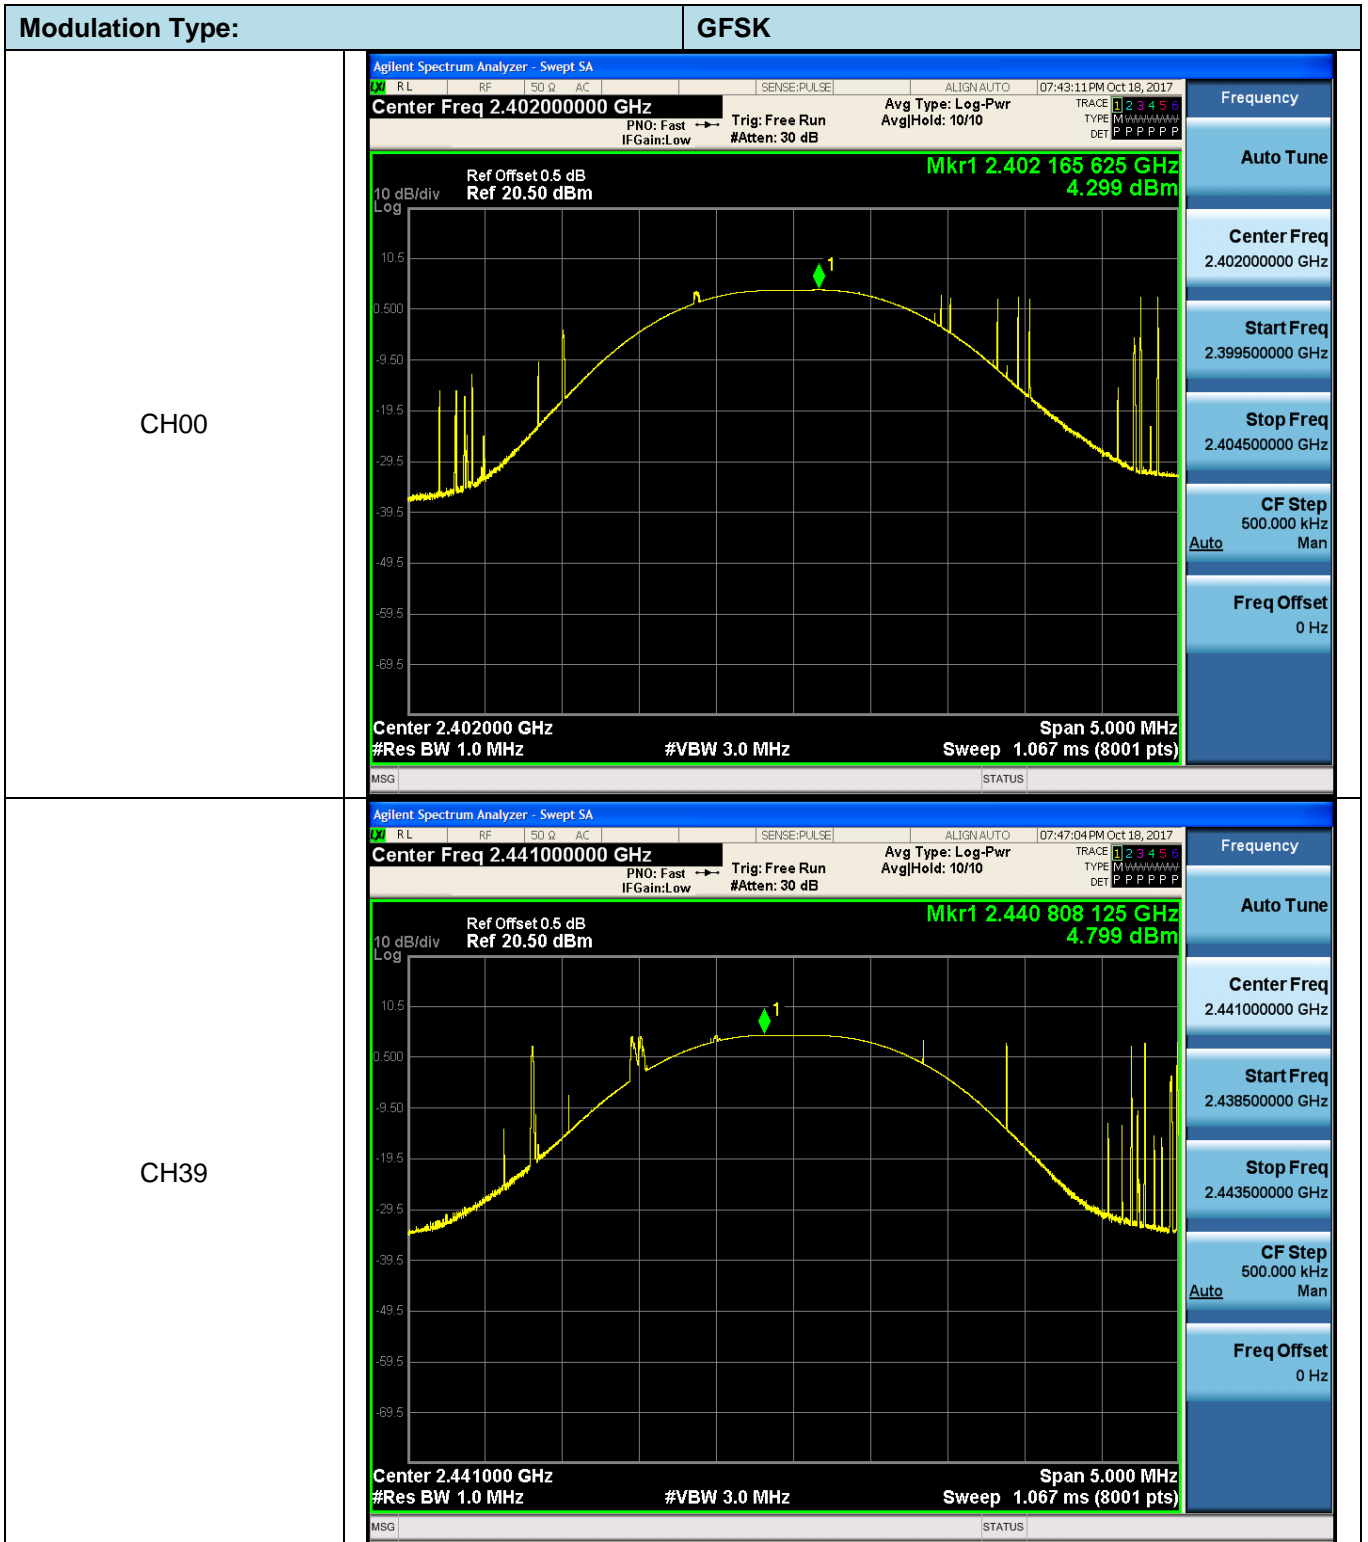 Modulation Type: GFSK
CH00
Agilent Spectrum Analyzer - Swept SA
LXI RL RF 50 Ω AC SENSE:PULSE ALIGN AUTO 07:43:11 PM Oct 18, 2017
Center Freq 2.402000000 GHz
PNO: Fast
IFGain:Low
Trig: Free Run
#Atten: 30 dB
Avg Type: Log-Pwr
Avg|Hold: 10/10
TRACE 1 2 3 4 5 6
TYPE M
DET P P P P P P
Mkr1 2.402 165 625 GHz
4.299 dBm
Ref Offset 0.5 dB
10 dB/div Ref 20.50 dBm
Log
1
10.5
0.500
-9.50
-19.5
-29.5
-39.5
-49.5
-59.5
-69.5
Center 2.402000 GHz Span 5.000 MHz
#Res BW 1.0 MHz #VBW 3.0 MHz Sweep 1.067 ms (8001 pts)
MSG STATUS
Frequency
Auto Tune
Center Freq
2.402000000 GHz
Start Freq
2.399500000 GHz
Stop Freq
2.404500000 GHz
CF Step
500.000 kHz
Auto Man
Freq Offset
0 Hz
CH39
Agilent Spectrum Analyzer - Swept SA
LXI RL RF 50 Ω AC SENSE:PULSE ALIGN AUTO 07:47:04 PM Oct 18, 2017
Center Freq 2.441000000 GHz
PNO: Fast
IFGain:Low
Trig: Free Run
#Atten: 30 dB
Avg Type: Log-Pwr
Avg|Hold: 10/10
TRACE 1 2 3 4 5 6
TYPE M
DET P P P P P P
Mkr1 2.440 808 125 GHz
4.799 dBm
Ref Offset 0.5 dB
10 dB/div Ref 20.50 dBm
Log
1
10.5
0.500
-9.50
-19.5
-29.5
-39.5
-49.5
-59.5
-69.5
Center 2.441000 GHz Span 5.000 MHz
#Res BW 1.0 MHz #VBW 3.0 MHz Sweep 1.067 ms (8001 pts)
MSG STATUS
Frequency
Auto Tune
Center Freq
2.441000000 GHz
Start Freq
2.438500000 GHz
Stop Freq
2.443500000 GHz
CF Step
500.000 kHz
Auto Man
Freq Offset
0 Hz